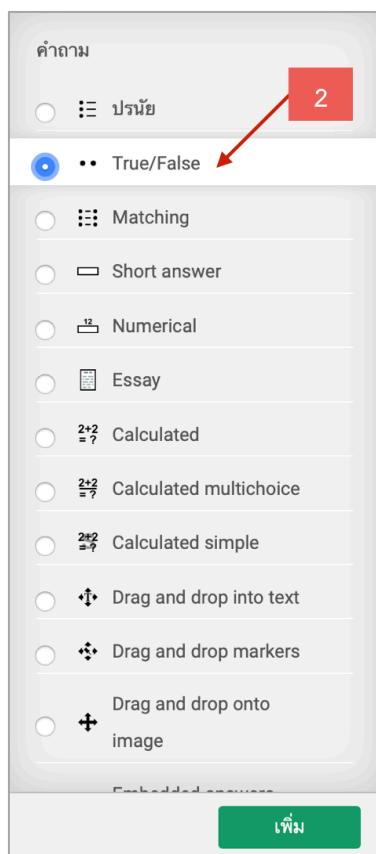 คำถาม
ปรนัย
2
True/False
Matching
Short answer
12
Numerical
Essay
2+2
= ?
Calculated
2+2
= ?
Calculated multichoice
2+2
= ?
Calculated simple
Drag and drop into text
Drag and drop markers
Drag and drop onto
image
Embedded answers
เพิ่ม